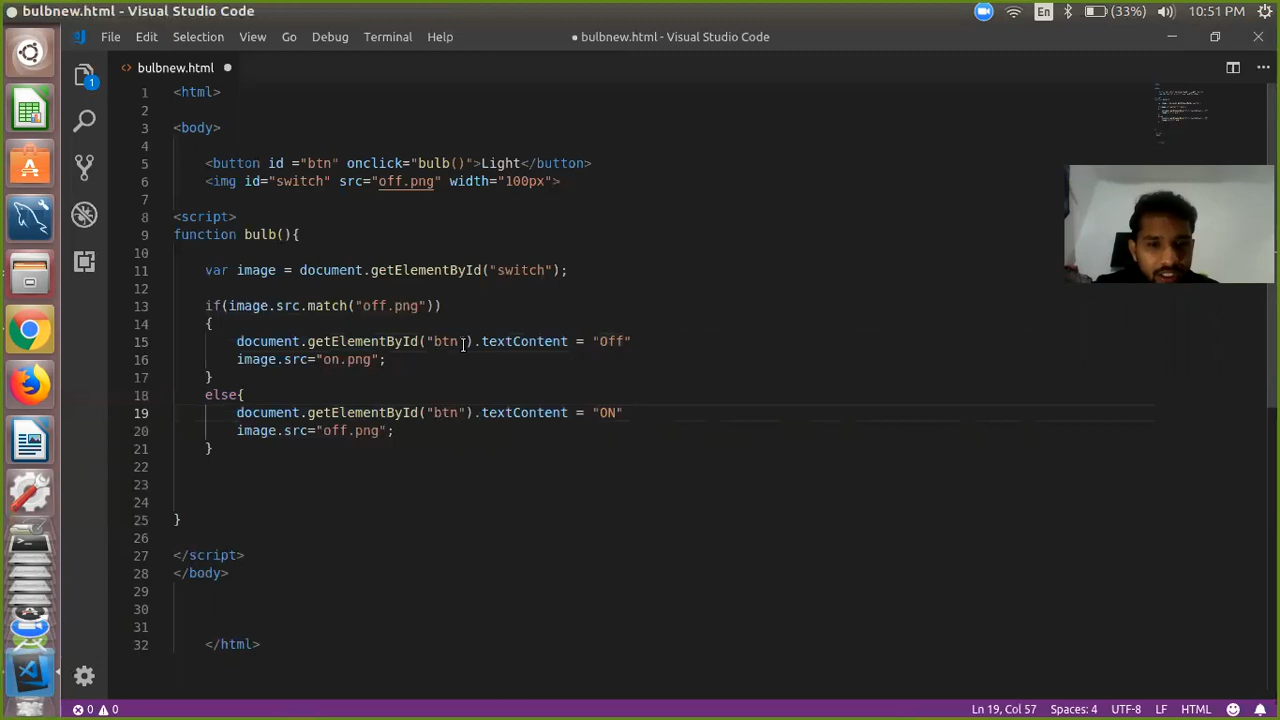 bulbnew.html - Visual Studio Code
En
(33%)
10:51 PM
File Edit Selection View Go Debug Terminal Help
● bulbnew.html - Visual Studio Code
1
<> bulbnew.html ●
1 <html>
2
3 <body>
4
5 <button id ="btn" onclick="bulb()">Light</button>
6 <img id="switch" src="off.png" width="100px">
7
8 <script>
9 function bulb(){
10
11 var image = document.getElementById("switch");
12
13 if(image.src.match("off.png"))
14 {
15 document.getElementById("btn").textContent = "Off"
16 image.src="on.png";
17 }
18 else{
19 document.getElementById("btn").textContent = "ON"
20 image.src="off.png";
21 }
22
23
24
25 }
26
27 </script>
28 </body>
29
30
31
32 </html>
0 0 Ln 19, Col 57 Spaces: 4 UTF-8 LF HTML